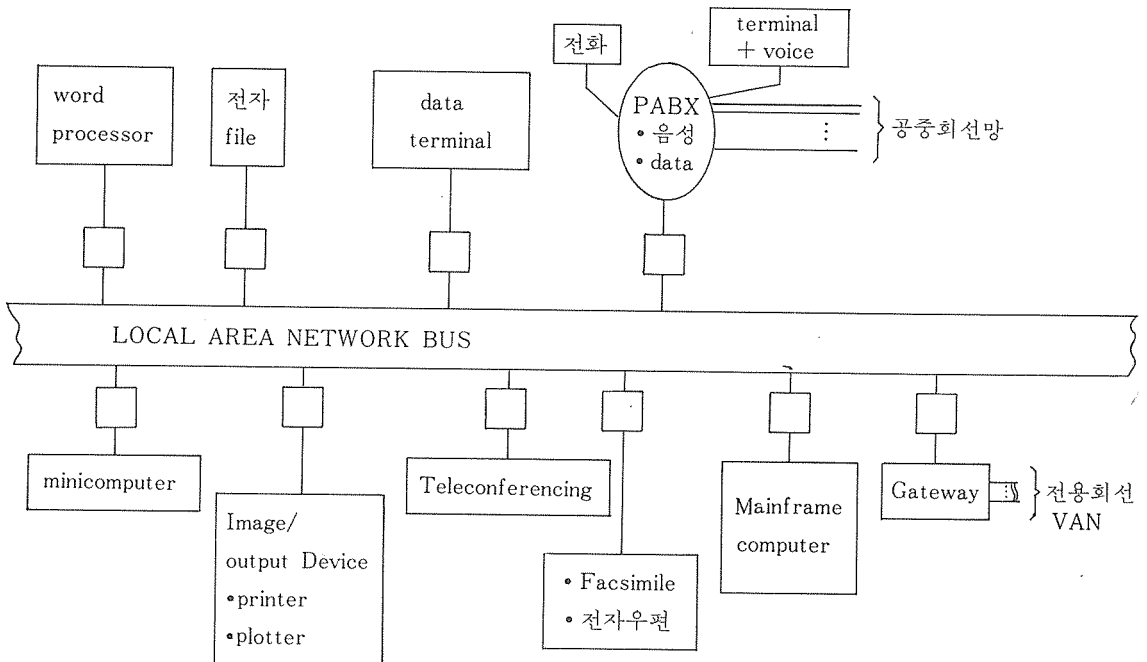 전화
terminal
+ voice
word
processor
전자
file
data
terminal
PABX
• 음성
• data
⋮
공중회선망
LOCAL AREA NETWORK BUS
minicomputer
Image/
output Device
•printer
•plotter
Teleconferencing
• Facsimile
• 전자우편
Mainframe
computer
Gateway
전용회선
VAN